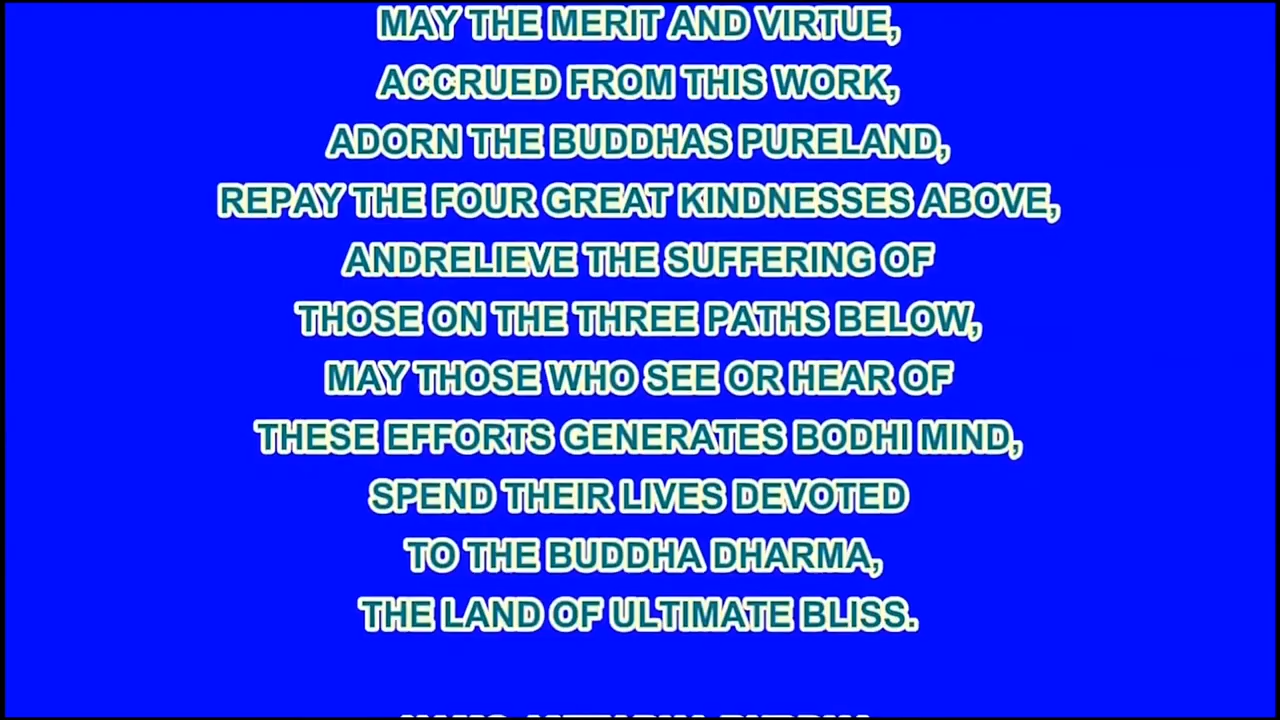 MAY THE MERIT AND VIRTUE,
ACCRUED FROM THIS WORK,
ADORN THE BUDDHAS PURELAND,
REPAY THE FOUR GREAT KINDNESSES ABOVE,
ANDRELIEVE THE SUFFERING OF
THOSE ON THE THREE PATHS BELOW,
MAY THOSE WHO SEE OR HEAR OF
THESE EFFORTS GENERATES BODHI MIND,
SPEND THEIR LIVES DEVOTED
TO THE BUDDHA DHARMA,
THE LAND OF ULTIMATE BLISS.